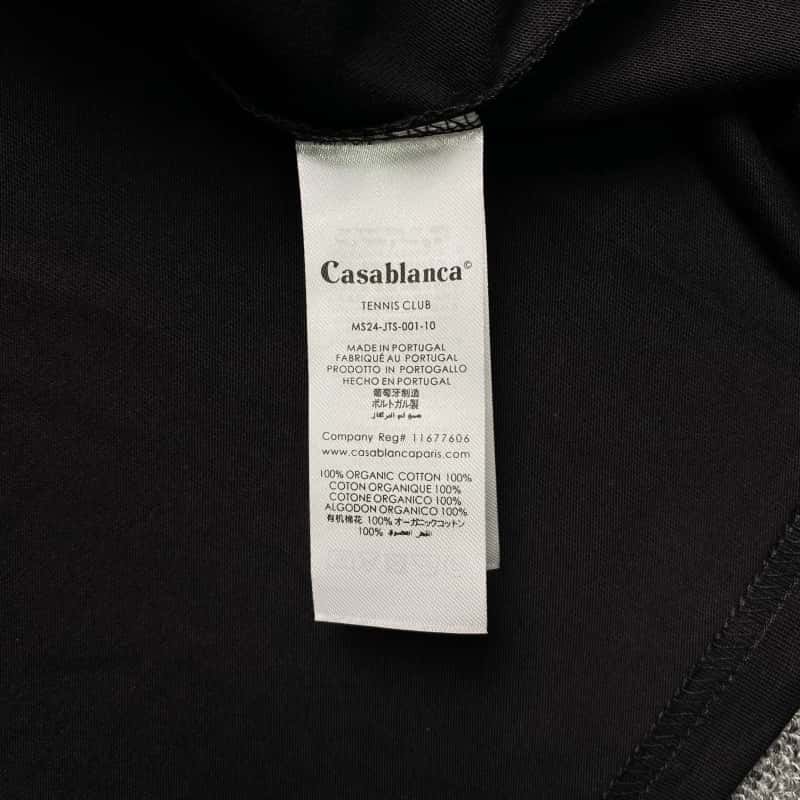 Casablanca©
TENNIS CLUB
MS24-JTS-001-10
MADE IN PORTUGAL
FABRIQUÉ AU PORTUGAL
PRODOTTO IN PORTOGALLO
HECHO EN PORTUGAL
葡萄牙制造
ポルトガル製
Company Reg# 11677606
www.casablancaparis.com
100% ORGANIC COTTON 100%
COTON ORGANIQUE 100%
COTONE ORGANICO 100%
ALGODON ORGANICO 100%
有机棉花 100% オーガニックコットン
100%